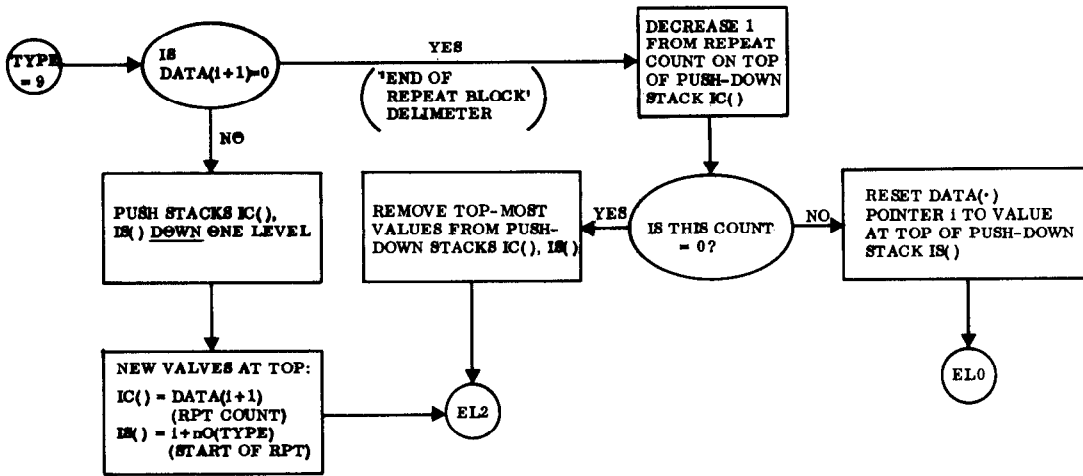 TYPE
= 9
IS
DATA(i+1)=0
YES
('END OF
REPEAT BLOCK'
DELIMETER)
DECREASE 1
FROM REPEAT
COUNT ON TOP
OF PUSH-DOWN
STACK IC()
NO
PUSH STACKS IC(),
IS() DOWN ONE LEVEL
REMOVE TOP-MOST
VALUES FROM PUSH-
DOWN STACKS IC(), IS()
YES
IS THIS COUNT
= 0?
NO
RESET DATA(·)
POINTER i TO VALUE
AT TOP OF PUSH-DOWN
STACK IS()
NEW VALVES AT TOP:
IC() = DATA(i+1)
(RPT COUNT)
IS() = i+nO(TYPE)
(START OF RPT)
EL2
EL0